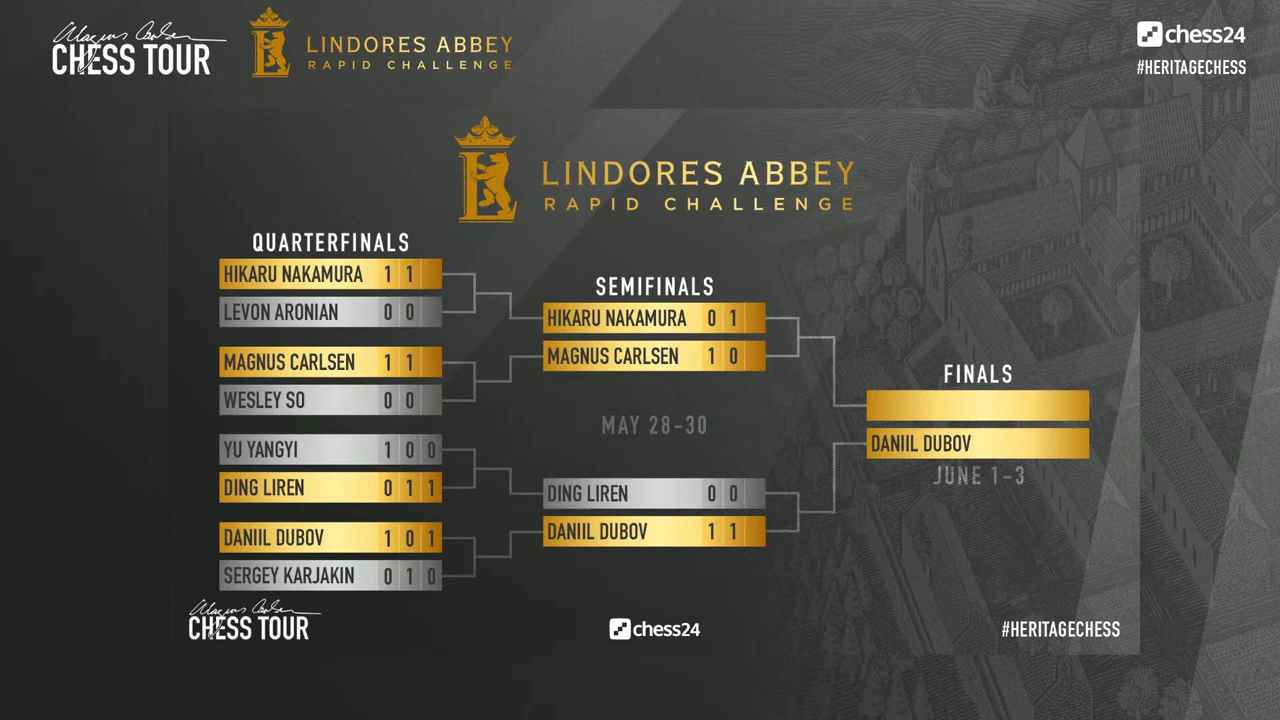 Magnus Carlsen
CHESS TOUR
LINDORES ABBEY
RAPID CHALLENGE
chess24
#HERITAGECHESS
L
LINDORES ABBEY
RAPID CHALLENGE
QUARTERFINALS
HIKARU NAKAMURA 1 1
LEVON ARONIAN 0 0
MAGNUS CARLSEN 1 1
WESLEY SO 0 0
YU YANGYI 1 0 0
DING LIREN 0 1 1
DANIIL DUBOV 1 0 1
SERGEY KARJAKIN 0 1 0
SEMIFINALS
HIKARU NAKAMURA 0 1
MAGNUS CARLSEN 1 0
MAY 28-30
DING LIREN 0 0
DANIIL DUBOV 1 1
FINALS
DANIIL DUBOV
JUNE 1-3
Magnus Carlsen
CHESS TOUR
chess24
#HERITAGECHESS